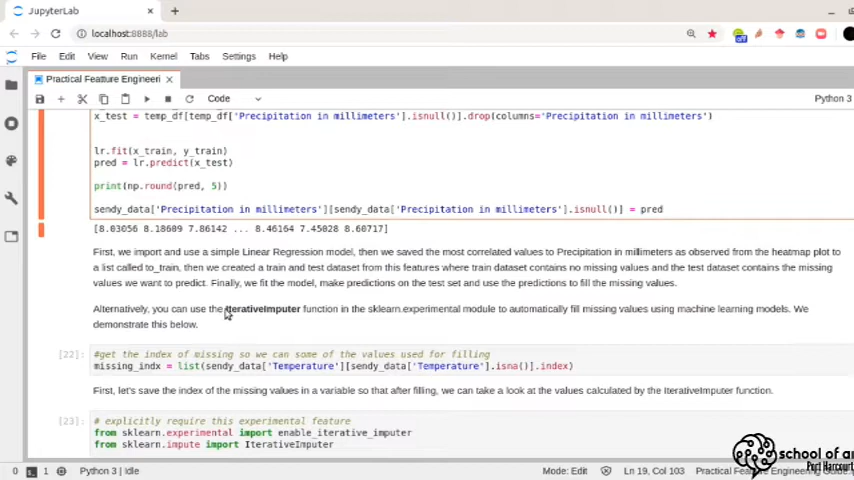 JupyterLab
localhost:8888/lab
File Edit View Run Kernel Tabs Settings Help
Practical Feature Engineeri
Code
Python 3
x_test = temp_df[temp_df['Precipitation in millimeters'].isnull()].drop(columns='Precipitation in millimeters')
lr.fit(x_train, y_train)
pred = lr.predict(x_test)
print(np.round(pred, 5))
sendy_data['Precipitation in millimeters'][sendy_data['Precipitation in millimeters'].isnull()] = pred
[8.03056 8.18609 7.86142 ... 8.46164 7.45028 8.60717]
First, we import and use a simple Linear Regression model, then we saved the most correlated values to Precipitation in millimeters as observed from the heatmap plot to
a list called to_train, then we created a train and test dataset from this features where train dataset contains no missing values and the test dataset contains the missing
values we want to predict. Finally, we fit the model, make predictions on the test set and use the predictions to fill the missing values.
Alternatively, you can use the IterativeImputer function in the sklearn.experimental module to automatically fill missing values using machine learning models. We
demonstrate this below.
[22]: #get the index of missing so we can some of the values used for filling
missing_indx = list(sendy_data['Temperature'][sendy_data['Temperature'].isna()].index)
First, let's save the index of the missing values in a variable so that after filling, we can take a look at the values calculated by the IterativeImputer function.
[23]: # explicitly require this experimental feature
from sklearn.experimental import enable_iterative_imputer
from sklearn.impute import IterativeImputer
school of
Port Harcourt
0 1 Python 3 | Idle Mode: Edit Ln 19, Col 103 Practical Feature Engineering